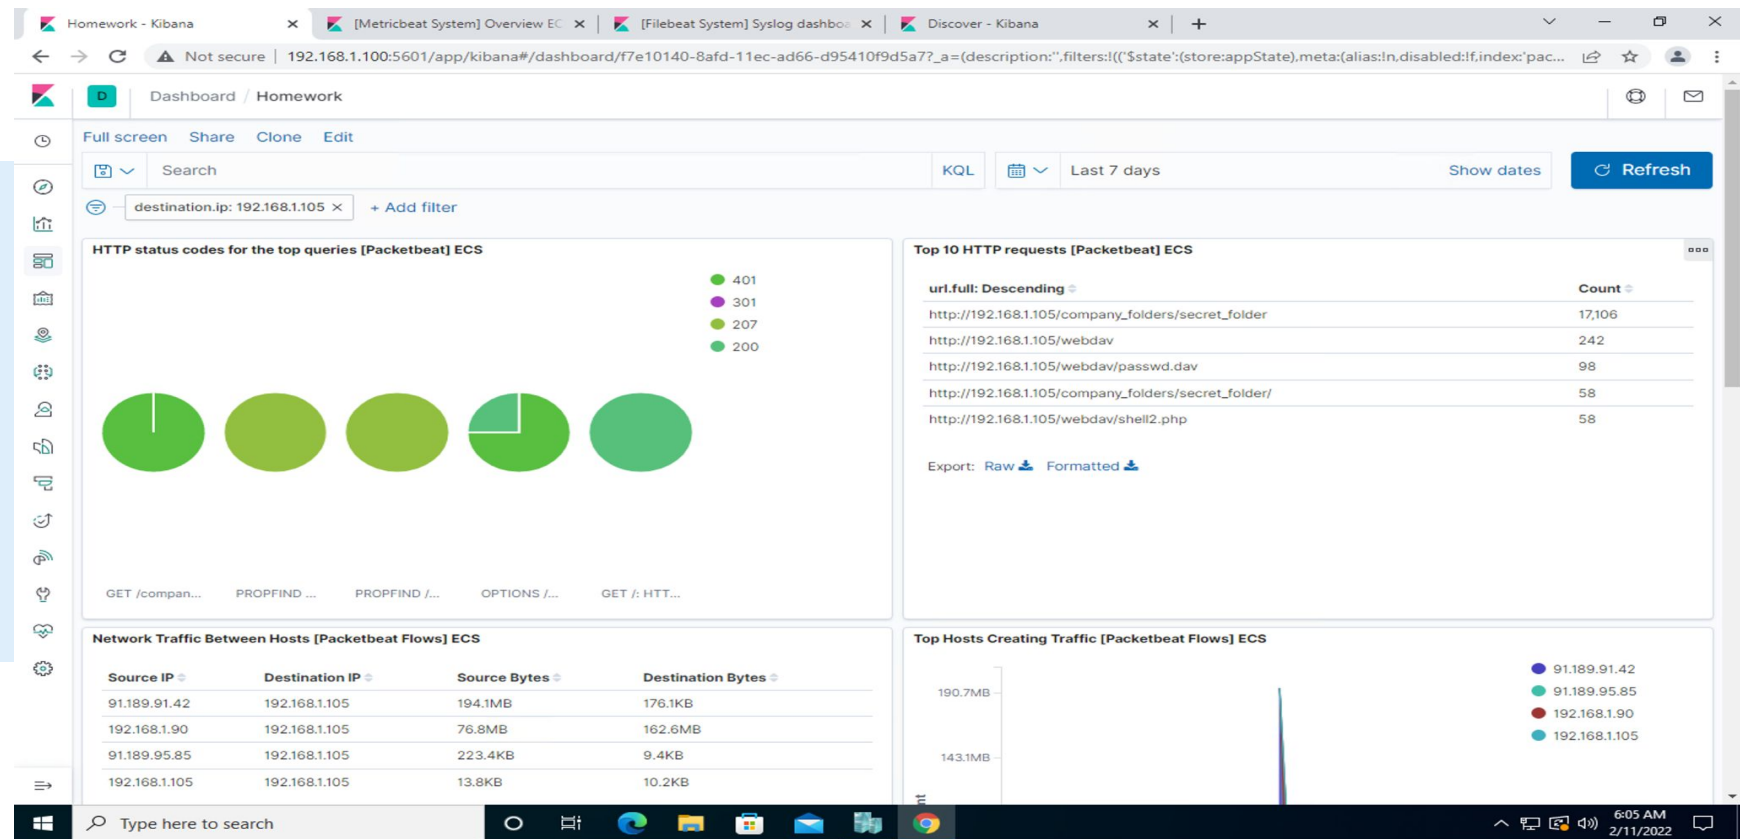 Homework - Kibana
[Metricbeat System] Overview EC
[Filebeat System] Syslog dashboa
Discover - Kibana
Not secure | 192.168.1.100:5601/app/kibana#/dashboard/f7e10140-8afd-11ec-ad66-d95410f9d5a7?_a=(description:'',filters:!(('$state':(store:appState),meta:(alias:!n,disabled:!f,index:'pac...
D Dashboard / Homework
Full screen Share Clone Edit
Search KQL Last 7 days Show dates Refresh
destination.ip: 192.168.1.105 × + Add filter
HTTP status codes for the top queries [Packetbeat] ECS
401
301
207
200
GET /compan... PROPFIND ... PROPFIND /... OPTIONS /... GET /: HTT...
Top 10 HTTP requests [Packetbeat] ECS
url.full: Descending Count
http://192.168.1.105/company_folders/secret_folder 17,106
http://192.168.1.105/webdav 242
http://192.168.1.105/webdav/passwd.dav 98
http://192.168.1.105/company_folders/secret_folder/ 58
http://192.168.1.105/webdav/shell2.php 58
Export: Raw Formatted
Network Traffic Between Hosts [Packetbeat Flows] ECS
Source IP Destination IP Source Bytes Destination Bytes
91.189.91.42 192.168.1.105 194.1MB 176.1KB
192.168.1.90 192.168.1.105 76.8MB 162.6MB
91.189.95.85 192.168.1.105 223.4KB 9.4KB
192.168.1.105 192.168.1.105 13.8KB 10.2KB
Top Hosts Creating Traffic [Packetbeat Flows] ECS
190.7MB
143.1MB
91.189.91.42
91.189.95.85
192.168.1.90
192.168.1.105
Type here to search
6:05 AM
2/11/2022